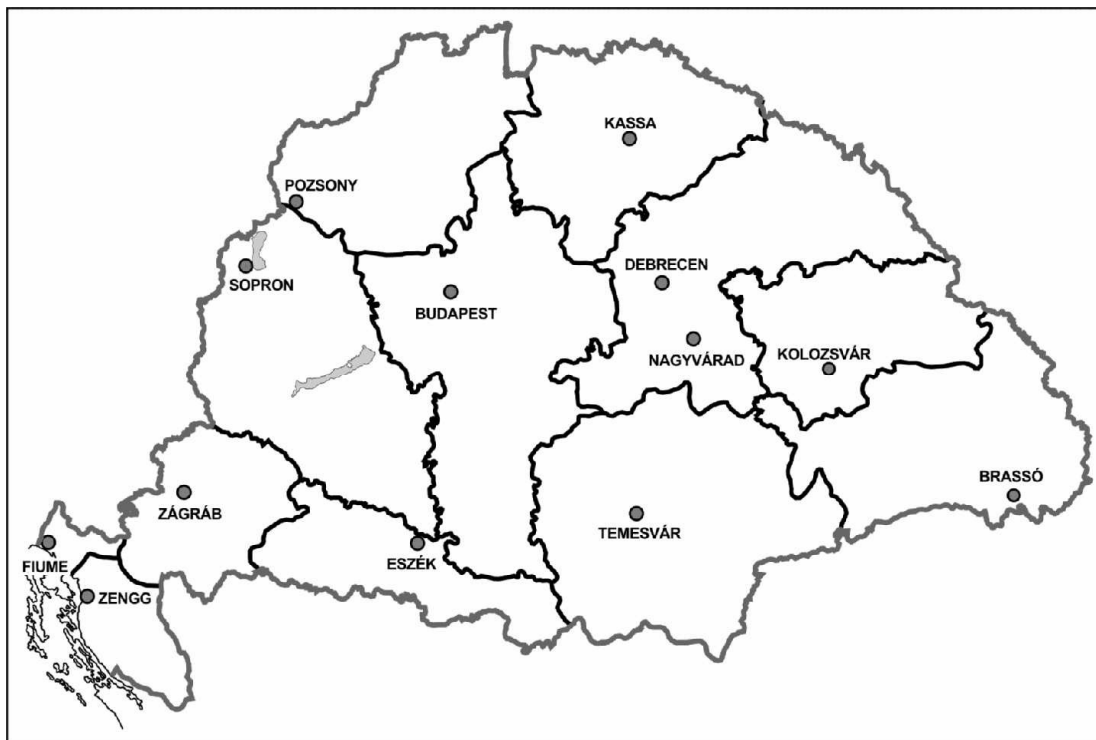 KASSA
POZSONY
SOPRON
DEBRECEN
BUDAPEST
NAGYVÁRAD
KOLOZSVÁR
BRASSÓ
ZÁGRÁB
TEMESVÁR
ESZÉK
FIUME
ZENGG